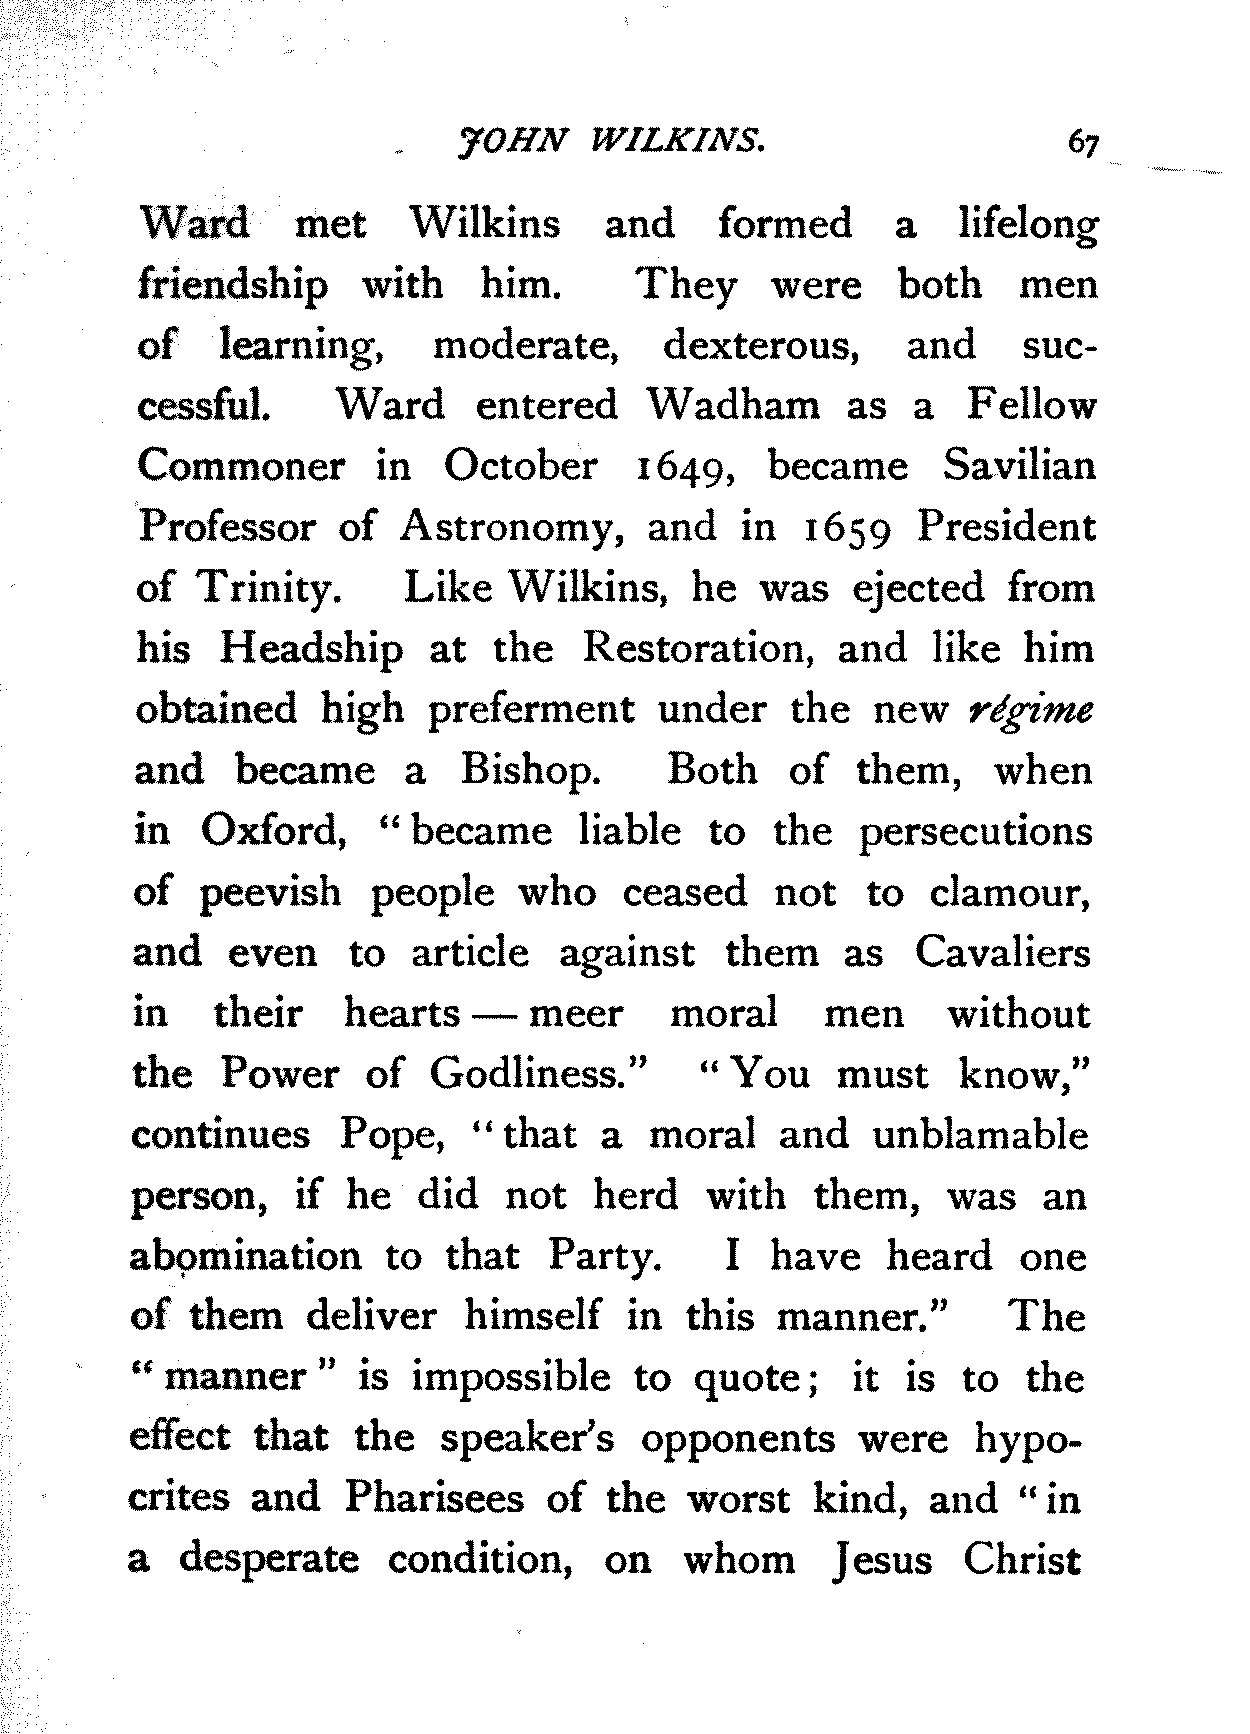 JOHN WILKINS. 67
Ward met Wilkins and formed a lifelong
friendship with him. They were both men
of learning, moderate, dexterous, and suc-
cessful. Ward entered Wadham as a Fellow
Commoner in October 1649, became Savilian
Professor of Astronomy, and in 1659 President
of Trinity. Like Wilkins, he was ejected from
his Headship at the Restoration, and like him
obtained high preferment under the new régime
and became a Bishop. Both of them, when
in Oxford, “became liable to the persecutions
of peevish people who ceased not to clamour,
and even to article against them as Cavaliers
in their hearts — meer moral men without
the Power of Godliness.” “You must know,”
continues Pope, “that a moral and unblamable
person, if he did not herd with them, was an
abomination to that Party. I have heard one
of them deliver himself in this manner.” The
“manner” is impossible to quote; it is to the
effect that the speaker’s opponents were hypo-
crites and Pharisees of the worst kind, and “in
a desperate condition, on whom Jesus Christ